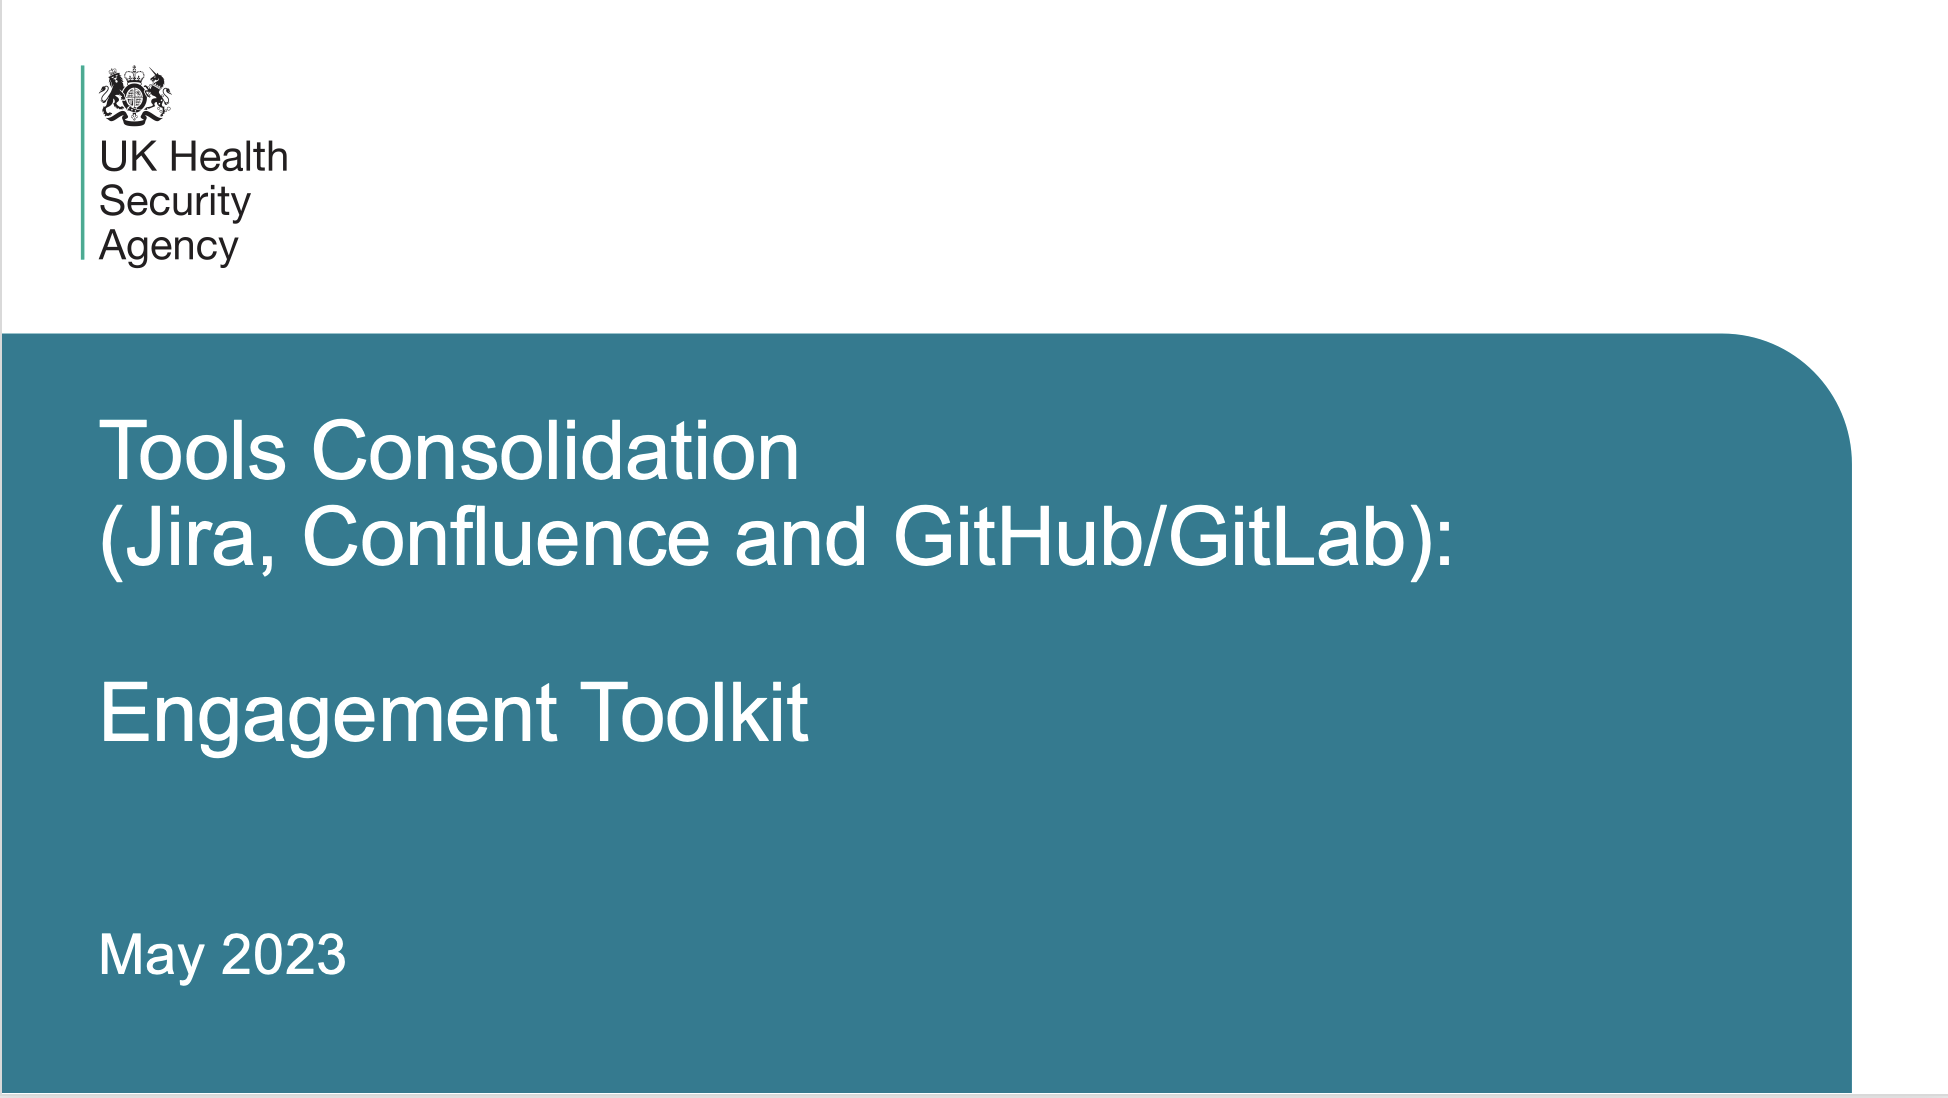 UK Health
Security
Agency
Tools Consolidation
(Jira, Confluence and GitHub/GitLab):
Engagement Toolkit
May 2023